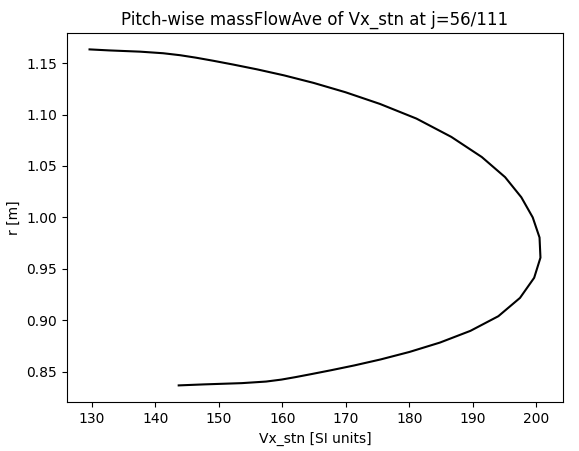 Pitch-wise massFlowAve of Vx_stn at j=56/111
1.15
1.10
1.05
1.00
0.95
0.90
0.85
r [m]
130 140 150 160 170 180 190 200
Vx_stn [SI units]